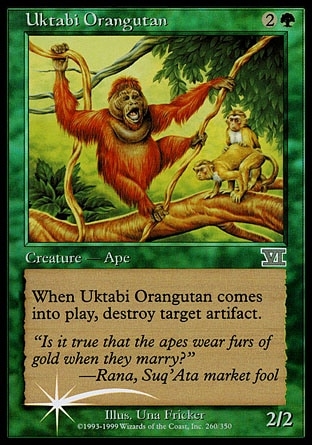 Uktabi Orangutan 2
Creature — Ape VI
When Uktabi Orangutan comes
into play, destroy target artifact.
“Is it true that the apes wear furs of
gold when they marry?”
—Rana, Suq’Ata market fool
Illus. Una Fricker
©1993-1999 Wizards of the Coast, Inc. 260/350
2/2